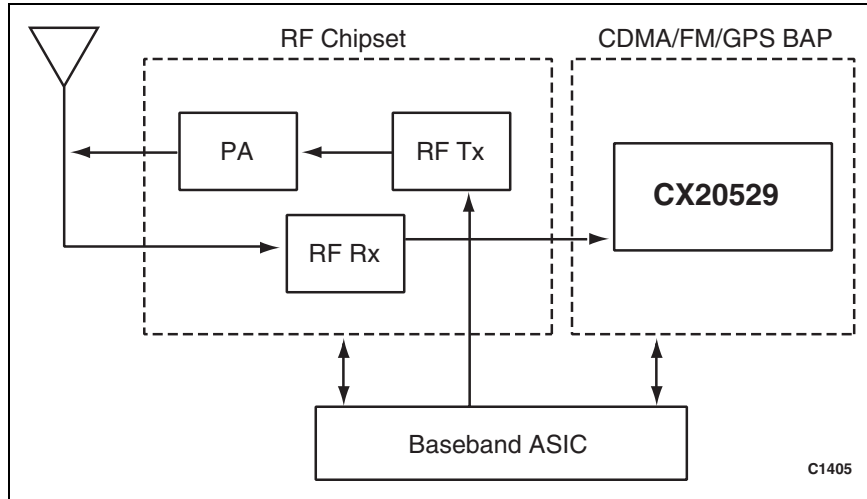 RF Chipset
CDMA/FM/GPS BAP
PA
RF Tx
CX20529
RF Rx
Baseband ASIC
C1405